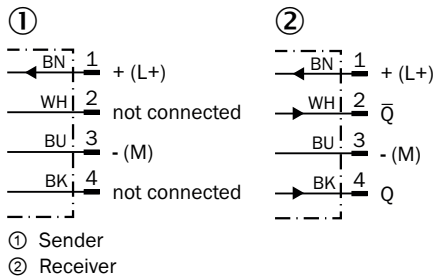 ① ②
BN 1 + (L+)
WH 2 not connected
BU 3 - (M)
BK 4 not connected
BN 1 + (L+)
WH 2 Q̅
BU 3 - (M)
BK 4 Q
① Sender
② Receiver